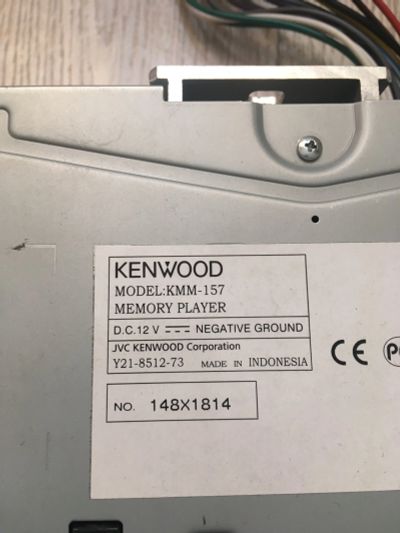 KENWOOD
MODEL:KMM-157
MEMORY PLAYER
D.C.12 V NEGATIVE GROUND
JVC KENWOOD Corporation
Y21-8512-73 MADE IN INDONESIA
CE
NO. 148X1814